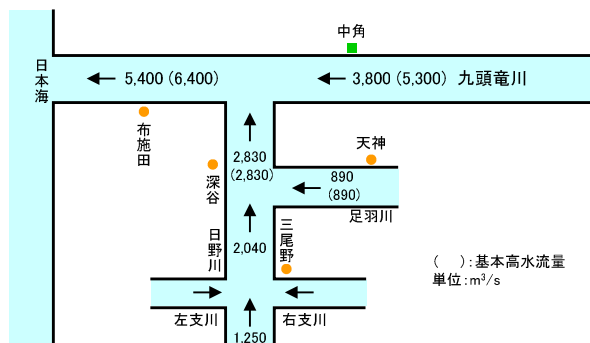 中角
日本海
5,400 (6,400)
3,800 (5,300) 九頭竜川
布施田
天神
深谷
2,830
(2,830)
890
(890)
足羽川
日野川
2,040
三尾野
( ):基本高水流量
単位:m³/s
左支川
右支川
1,250